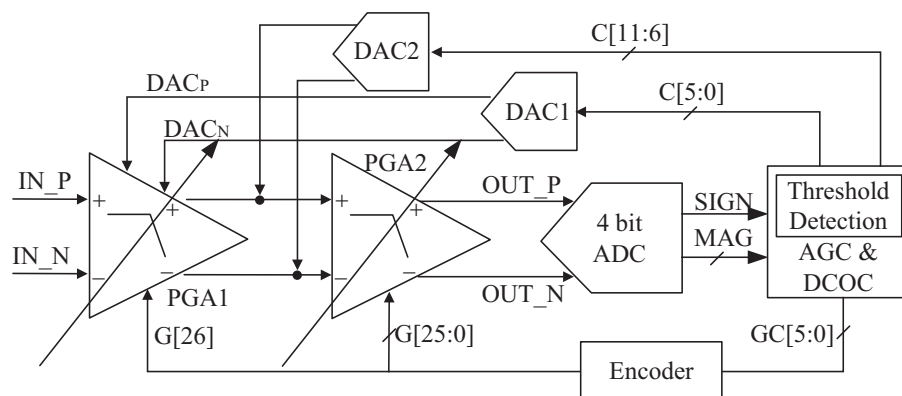 C[11:6]
DAC2
C[5:0]
DACP
DAC1
DACN
PGA2
IN_P
+
+
+
+
OUT_P
SIGN
Threshold
Detection
4 bit
ADC
MAG
AGC &
DCOC
IN_N
−
−
−
−
PGA1
OUT_N
G[26]
G[25:0]
GC[5:0]
Encoder